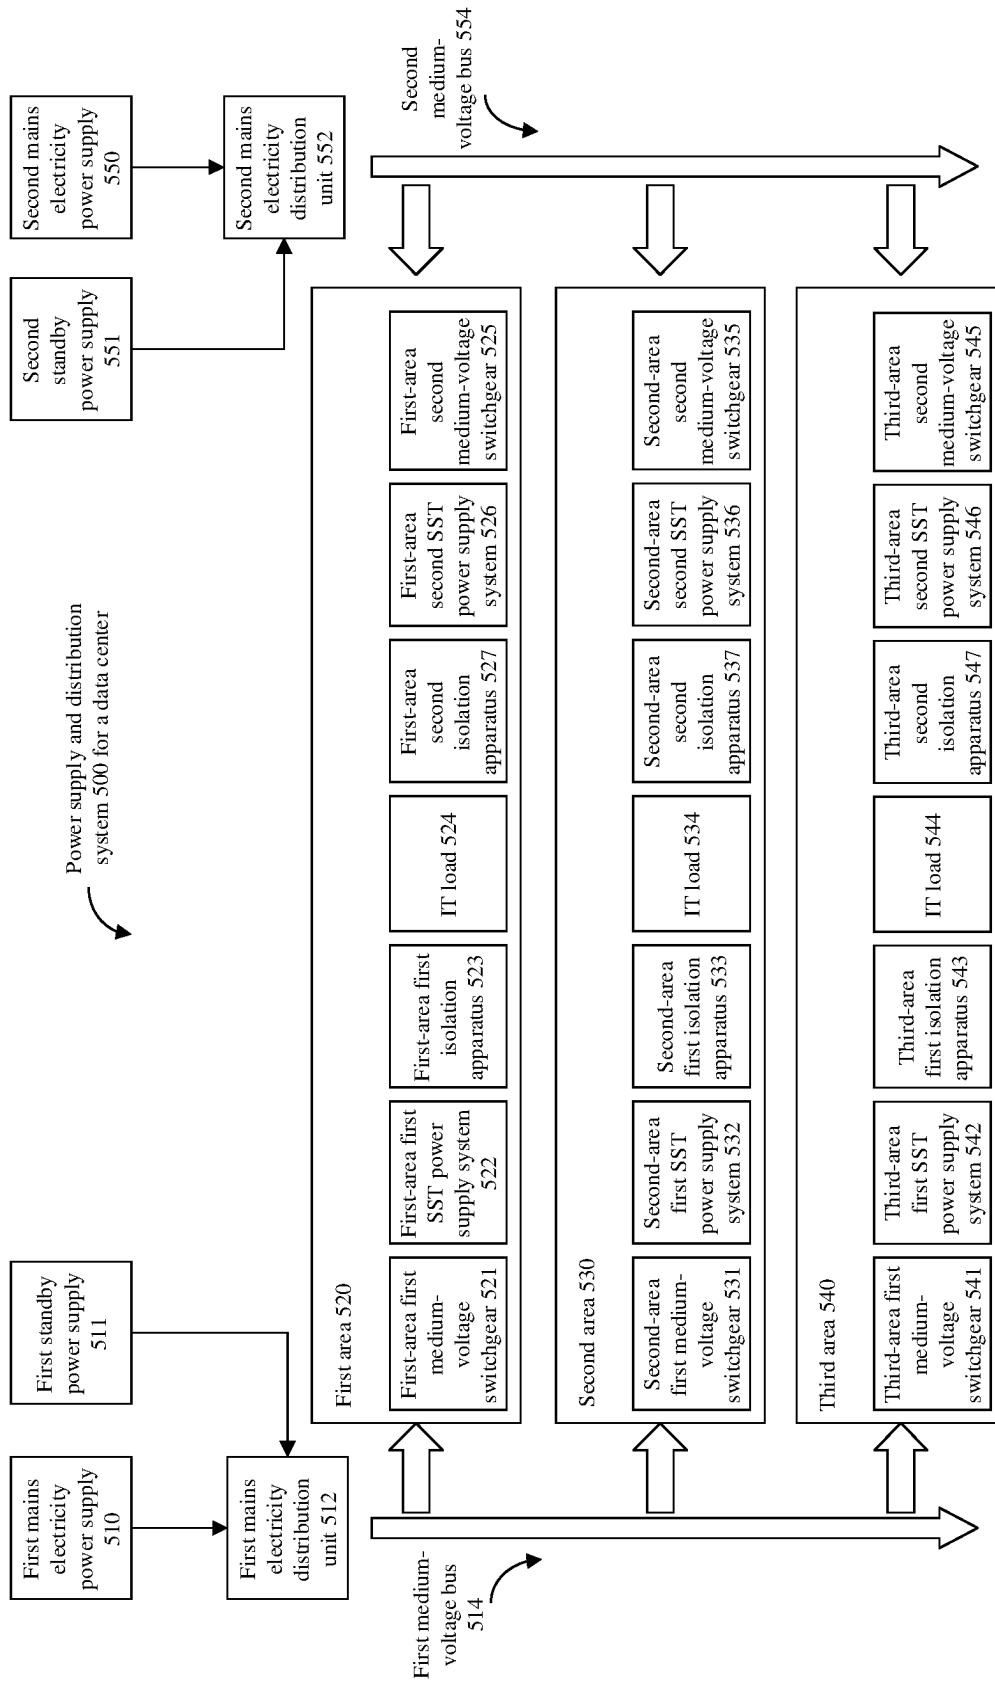 Power supply and distribution
system 500 for a data center
First mains
electricity
power supply
510
First standby
power supply
511
Second
standby
power supply
551
Second mains
electricity
power supply
550
First mains
electricity
distribution
unit 512
Second mains
electricity
distribution
unit 552
First medium-
voltage bus
514
Second
medium-
voltage bus 554
First area 520
First-area first
medium-
voltage
switchgear 521
First-area first
SST power
supply system
522
First-area first
isolation
apparatus 523
IT load 524
First-area
second
isolation
apparatus 527
First-area
second SST
power supply
system 526
First-area
second
medium-voltage
switchgear 525
Second area 530
Second-area
first medium-
voltage
switchgear 531
Second-area
first SST
power supply
system 532
Second-area
first isolation
apparatus 533
IT load 534
Second-area
second
isolation
apparatus 537
Second-area
second SST
power supply
system 536
Second-area
second
medium-voltage
switchgear 535
Third area 540
Third-area first
medium-
voltage
switchgear 541
Third-area
first SST
power supply
system 542
Third-area
first isolation
apparatus 543
IT load 544
Third-area
second
isolation
apparatus 547
Third-area
second SST
power supply
system 546
Third-area
second
medium-voltage
switchgear 545